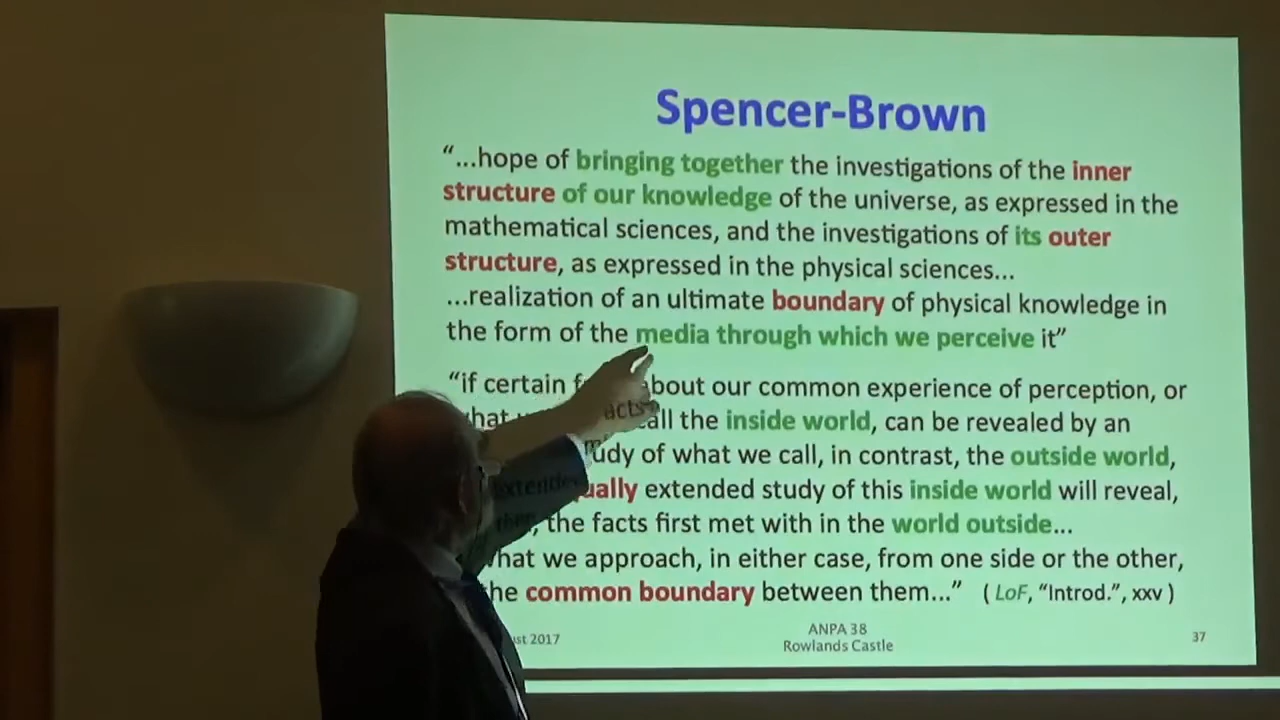 Spencer-Brown
“...hope of bringing together the investigations of the inner
structure of our knowledge of the universe, as expressed in the
mathematical sciences, and the investigations of its outer
structure, as expressed in the physical sciences...
...realization of an ultimate boundary of physical knowledge in
the form of the media through which we perceive it”
“if certain about our common experience of perception, or
the inside world, can be revealed by an
of what we call, in contrast, the outside world,
extended study of this inside world will reveal,
the facts first met with in the world outside...
what we approach, in either case, from one side or the other,
common boundary between them...” ( LoF, “Introd.”, xxv )
2017
ANPA 38
Rowlands Castle
37